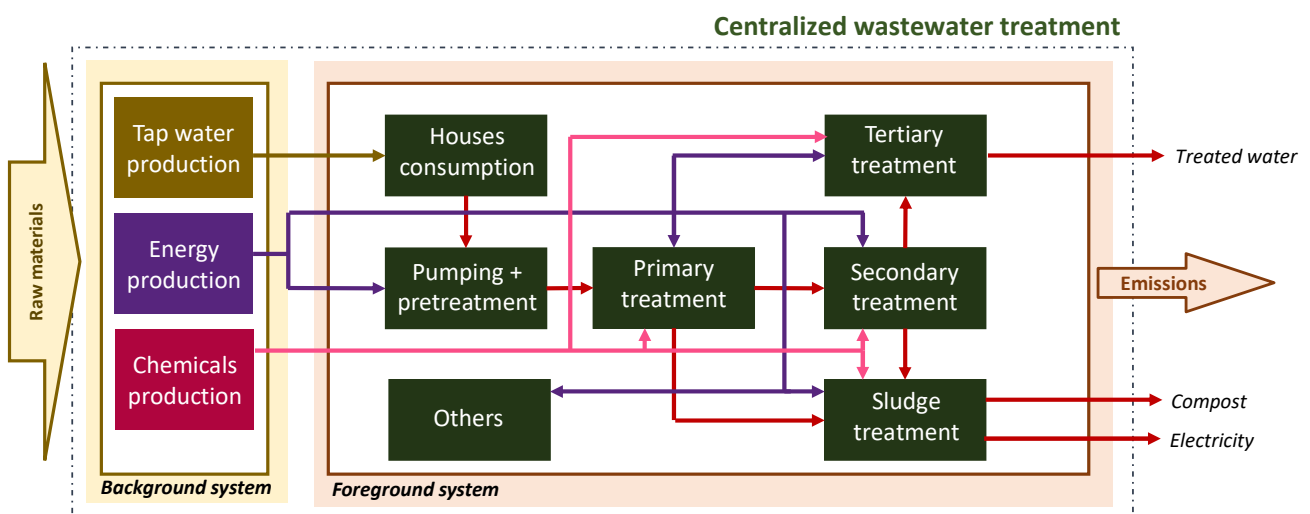 Centralized wastewater treatment
Raw materials
Tap water
production
Energy
production
Chemicals
production
Background system
Houses
consumption
Pumping +
pretreatment
Primary
treatment
Others
Tertiary
treatment
Secondary
treatment
Sludge
treatment
Foreground system
Treated water
Emissions
Compost
Electricity